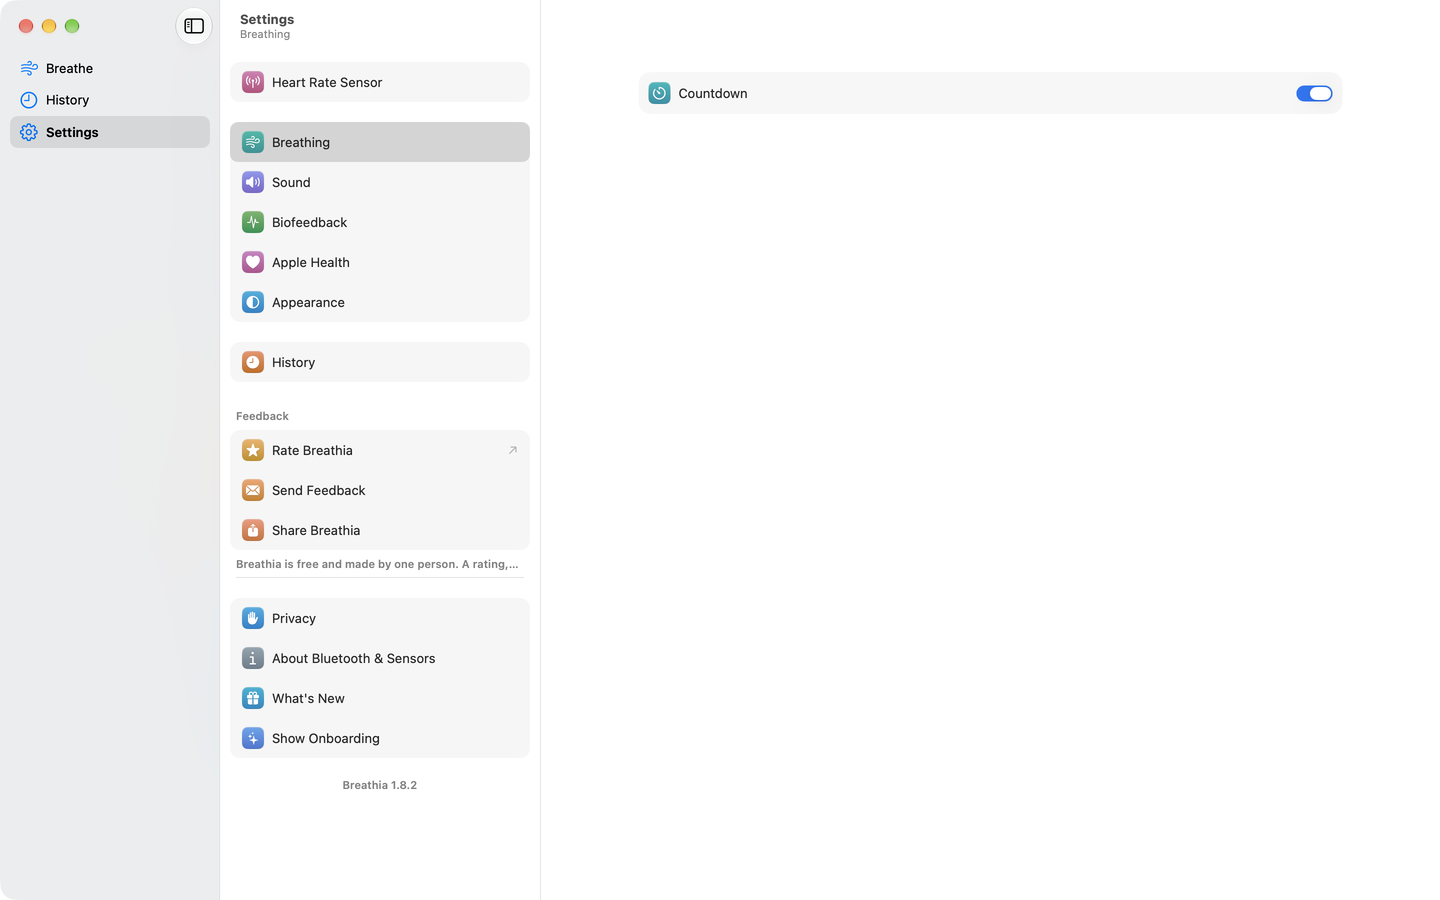 Breathe
History
Settings
Settings
Breathing
Heart Rate Sensor
Breathing
Sound
Biofeedback
Apple Health
Appearance
History
Feedback
Rate Breathia
Send Feedback
Share Breathia
Breathia is free and made by one person. A rating,...
Privacy
About Bluetooth & Sensors
What's New
Show Onboarding
Breathia 1.8.2
Countdown